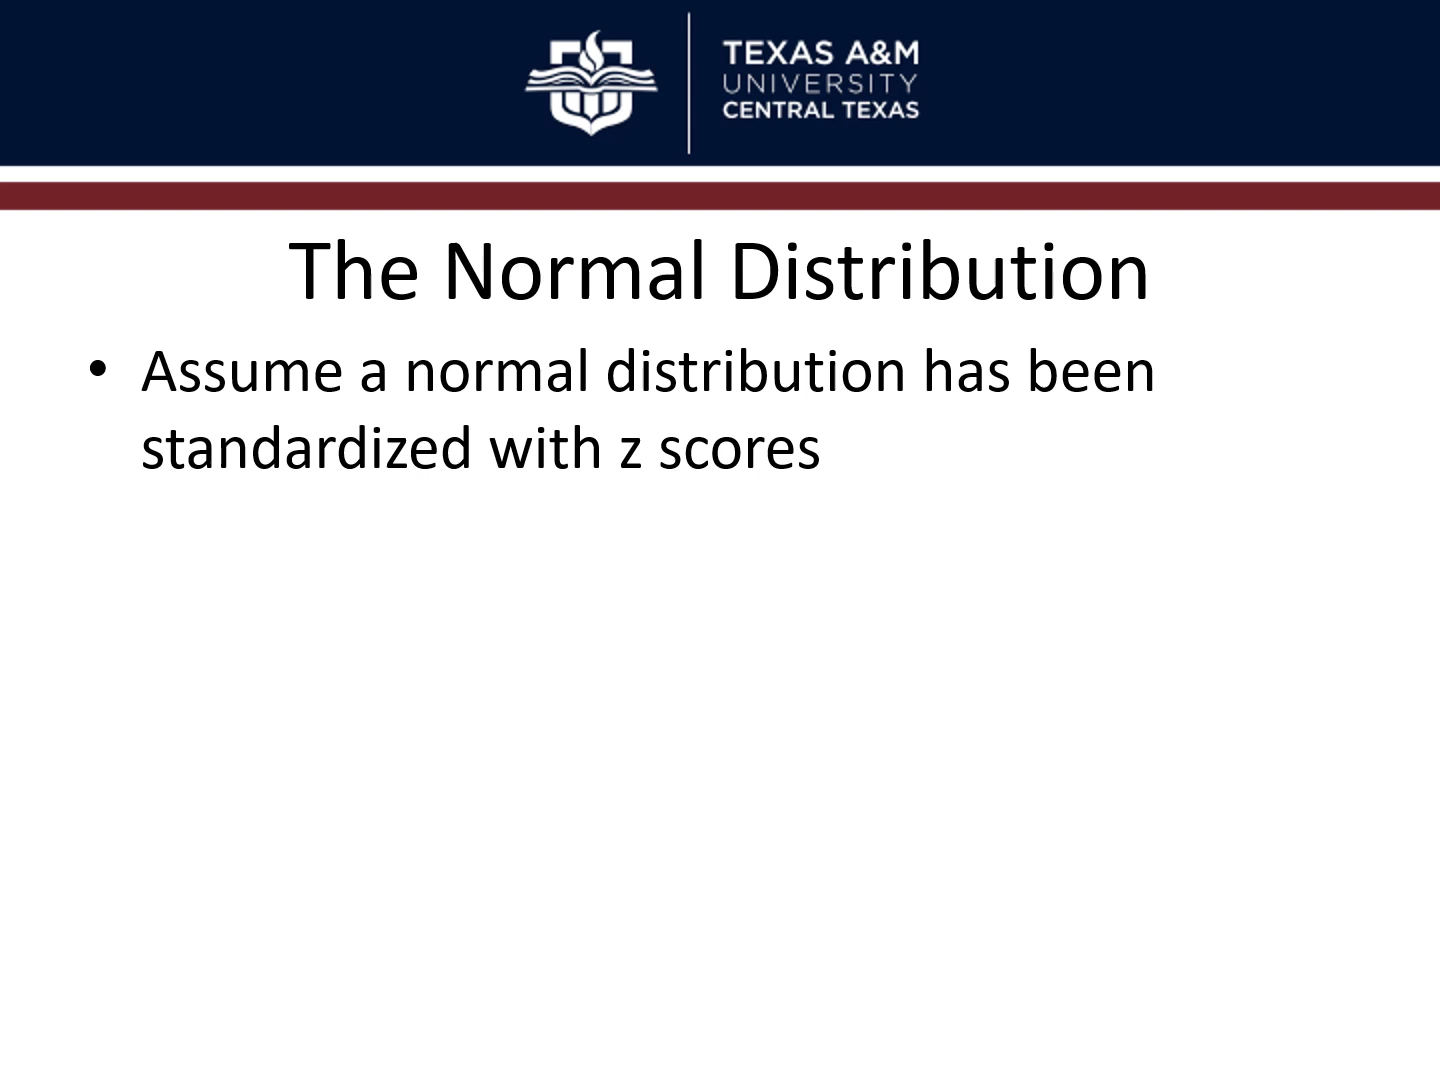 TEXAS A&M
UNIVERSITY
CENTRAL TEXAS
The Normal Distribution
• Assume a normal distribution has been
standardized with z scores